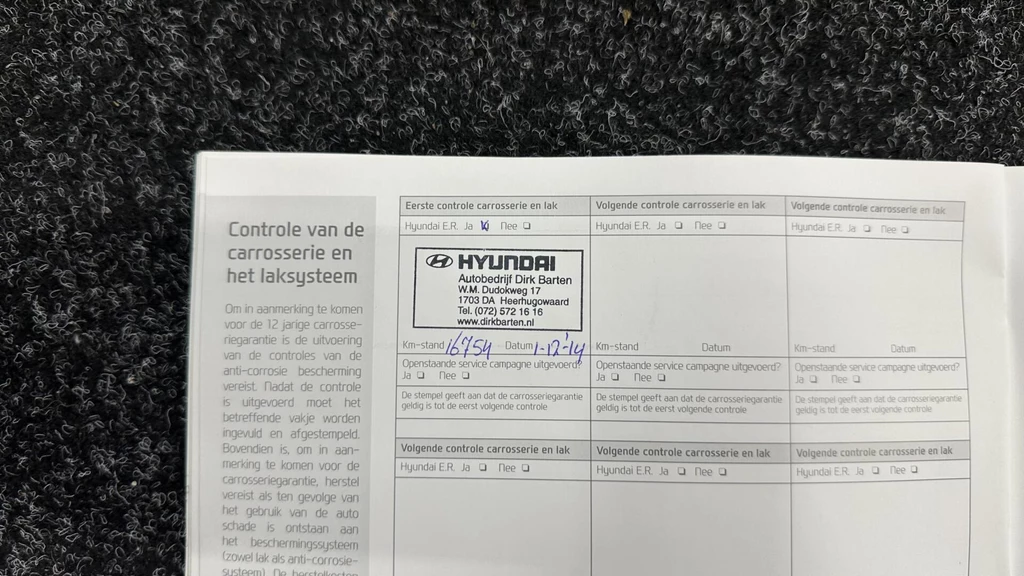 Controle van de
carrosserie en
het laksysteem
Om in aanmerking te komen
voor de 12 jarige carrosse-
riegarantie is de uitvoering
van de controles van de
anti-corrosie bescherming
vereist. Nadat de controle
is uitgevoerd moet het
betreffende vakje worden
ingevuld en afgestempeld.
Bovendien is, om in aan-
merking te komen voor de
carrosseriegarantie, herstel
vereist als ten gevolge van
het gebruik van de auto
schade is ontstaan aan
het beschermingssysteem
(zowel lak als anti-corrosie-
systeem). De herstelkosten
Eerste controle carrosserie en lak
Hyundai E.R. Ja Nee
HYUNDAI
Autobedrijf Dirk Barten
W.M. Dudokweg 17
1703 DA Heerhugowaard
Tel. (072) 572 16 16
www.dirkbarten.nl
Km-stand 16754 Datum 1-12-'14
Openstaande service campagne uitgevoerd?
Ja Nee
De stempel geeft aan dat de carrosseriegarantie
geldig is tot de eerst volgende controle
Volgende controle carrosserie en lak
Hyundai E.R. Ja Nee
Km-stand Datum
Openstaande service campagne uitgevoerd?
Ja Nee
De stempel geeft aan dat de carrosseriegarantie
geldig is tot de eerst volgende controle
Volgende controle carrosserie en lak
Hyundai E.R. Ja Nee
Km-stand Datum
Openstaande service campagne uitgevoerd?
Ja Nee
De stempel geeft aan dat de carrosseriegarantie
geldig is tot de eerst volgende controle
Volgende controle carrosserie en lak
Hyundai E.R. Ja Nee
Volgende controle carrosserie en lak
Hyundai E.R. Ja Nee
Volgende controle carrosserie en lak
Hyundai E.R. Ja Nee